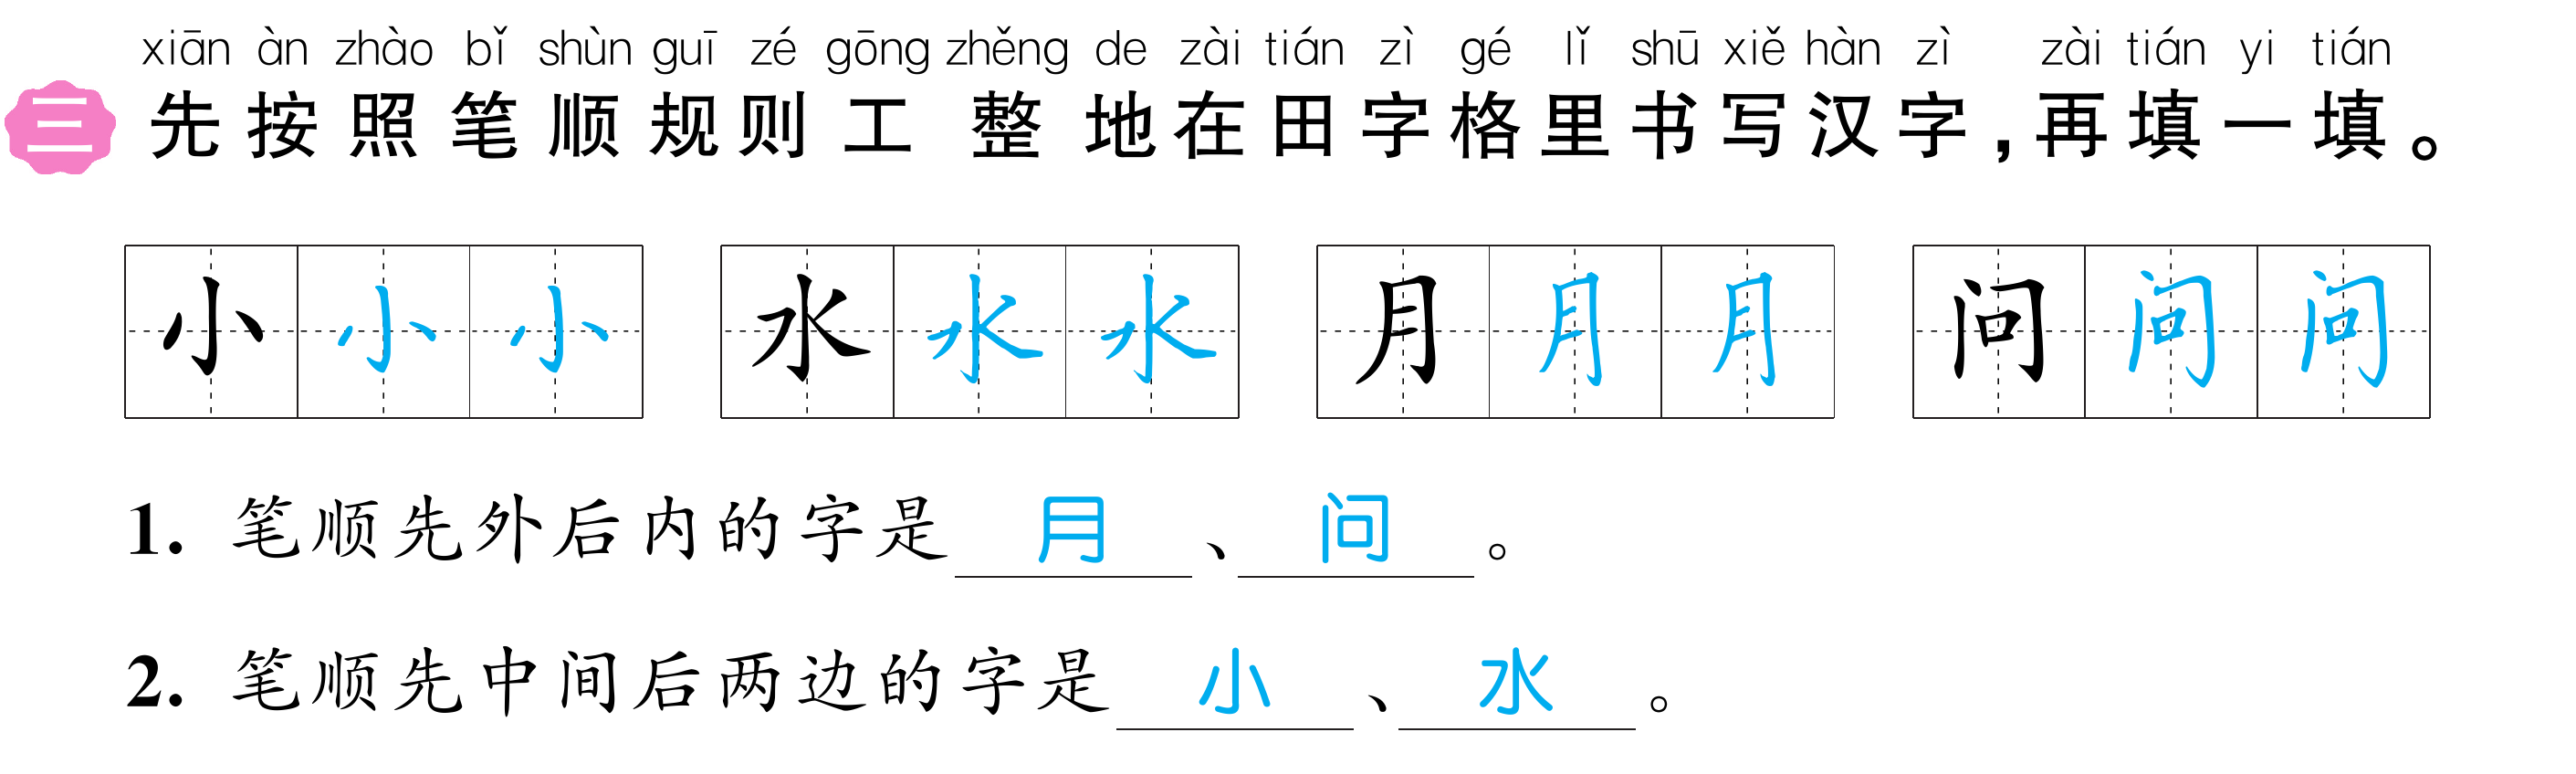 xiān àn zhào bǐ shùn guī zé gōng zhěng de zài tián zì gé lǐ shū xiě hàn zì zài tián yi tián
三 先按照笔顺规则工整地在田字格里书写汉字，再填一填。
小 小 小 水 水 水 月 月 月 问 问 问
1. 笔顺先外后内的字是 月 、 问 。
2. 笔顺先中间后两边的字是 小 、 水 。